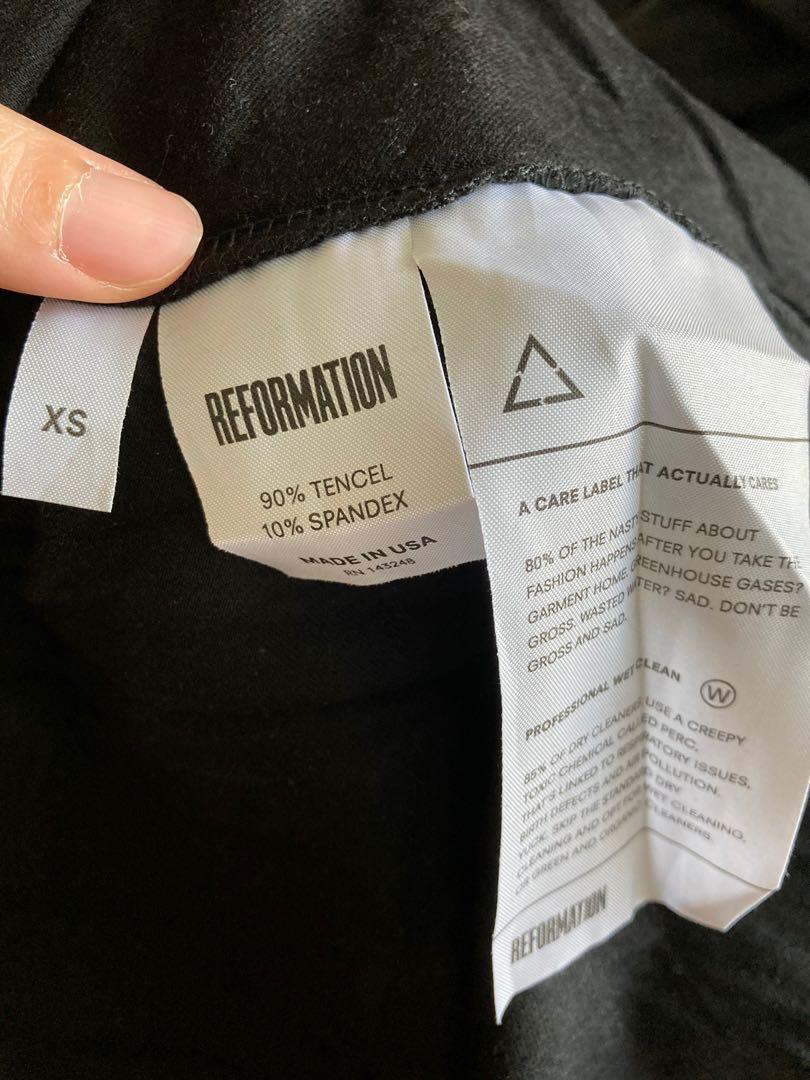 XS
REFORMATION
90% TENCEL
10% SPANDEX
MADE IN USA
RN 143248
A CARE LABEL THAT ACTUALLY CARES
80% OF THE NASTY STUFF ABOUT
FASHION HAPPENS AFTER YOU TAKE THE
GARMENT HOME. GREENHOUSE GASES?
GROSS. WASTED WATER? SAD. DON'T BE
GROSS AND SAD.
PROFESSIONAL WET CLEAN W
85% OF DRY CLEANERS USE A CREEPY
TOXIC CHEMICAL CALLED PERC,
THAT'S LINKED TO RESPIRATORY ISSUES,
BIRTH DEFECTS AND AIR POLLUTION.
YUCK. SKIP THE STANDARD DRY
CLEANING AND OPT FOR WET CLEANING,
OR GREEN AND ORGANIC CLEANERS.
REFORMATION